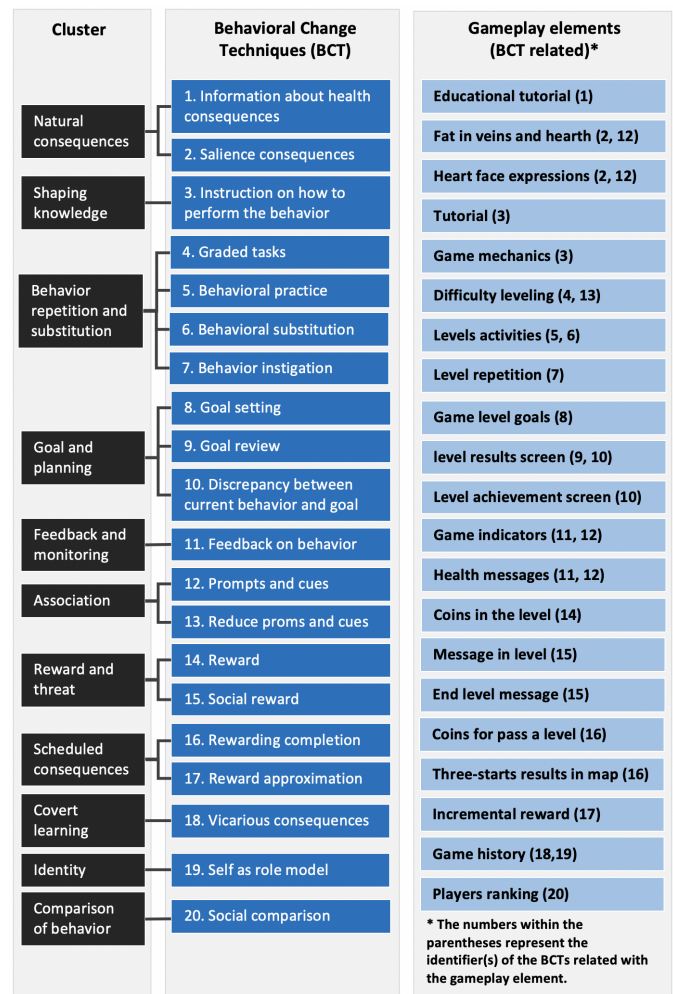 Cluster
Natural
consequences
Shaping
knowledge
Behavior
repetition and
substitution
Goal and
planning
Feedback and
monitoring
Association
Reward and
threat
Scheduled
consequences
Covert
learning
Identity
Comparison
of behavior
Behavioral Change
Techniques (BCT)
1. Information about health
consequences
2. Salience consequences
3. Instruction on how to
perform the behavior
4. Graded tasks
5. Behavioral practice
6. Behavioral substitution
7. Behavior instigation
8. Goal setting
9. Goal review
10. Discrepancy between
current behavior and goal
11. Feedback on behavior
12. Prompts and cues
13. Reduce proms and cues
14. Reward
15. Social reward
16. Rewarding completion
17. Reward approximation
18. Vicarious consequences
19. Self as role model
20. Social comparison
Gameplay elements
(BCT related)*
Educational tutorial (1)
Fat in veins and hearth (2, 12)
Heart face expressions (2, 12)
Tutorial (3)
Game mechanics (3)
Difficulty leveling (4, 13)
Levels activities (5, 6)
Level repetition (7)
Game level goals (8)
level results screen (9, 10)
Level achievement screen (10)
Game indicators (11, 12)
Health messages (11, 12)
Coins in the level (14)
Message in level (15)
End level message (15)
Coins for pass a level (16)
Three-starts results in map (16)
Incremental reward (17)
Game history (18,19)
Players ranking (20)
* The numbers within the
parentheses represent the
identifier(s) of the BCTs related with
the gameplay element.